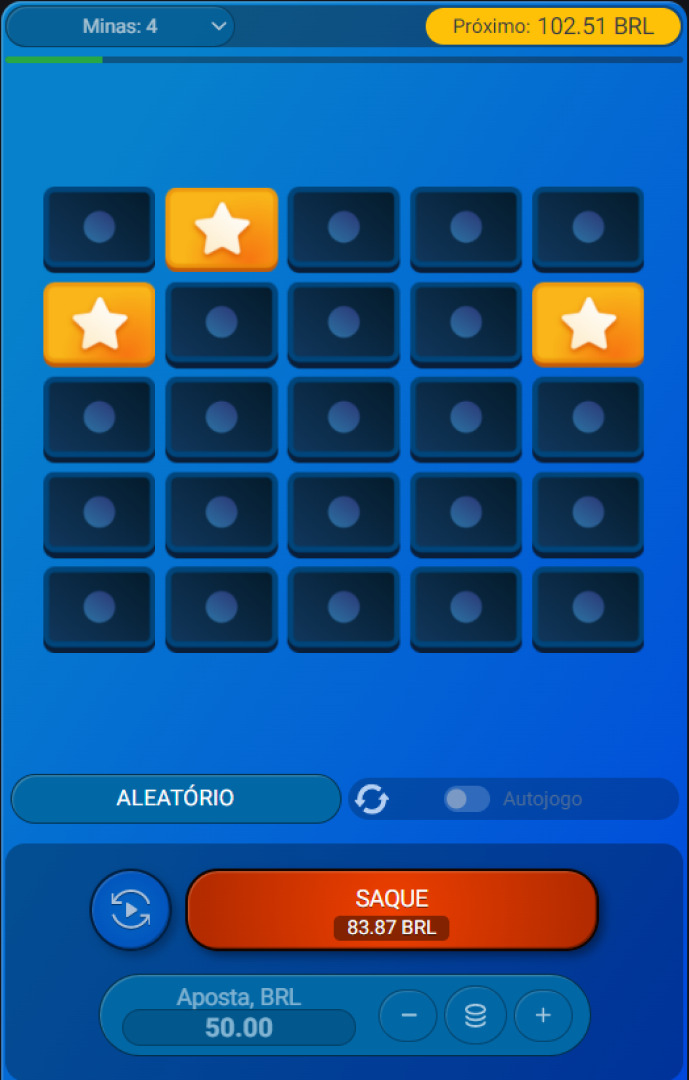 Minas: 4
Próximo: 102.51 BRL
ALEATÓRIO
Autojogo
SAQUE
83.87 BRL
Aposta, BRL
50.00